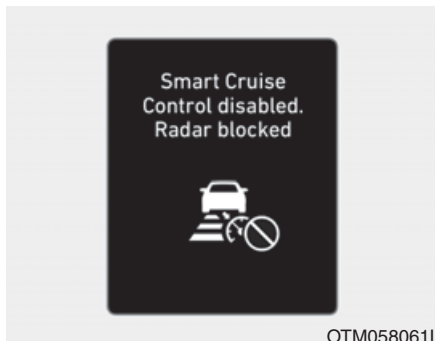 Smart Cruise
Control disabled.
Radar blocked
OTM058061L